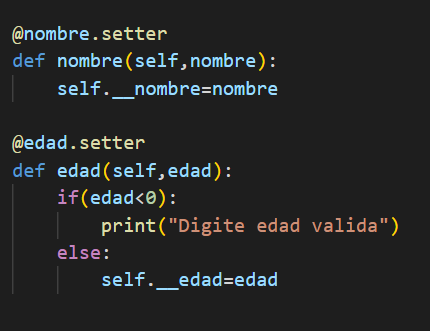 @nombre.setter
def nombre(self,nombre):
    self.__nombre=nombre
@edad.setter
def edad(self,edad):
    if(edad<0):
        print("Digite edad valida")
    else:
        self.__edad=edad